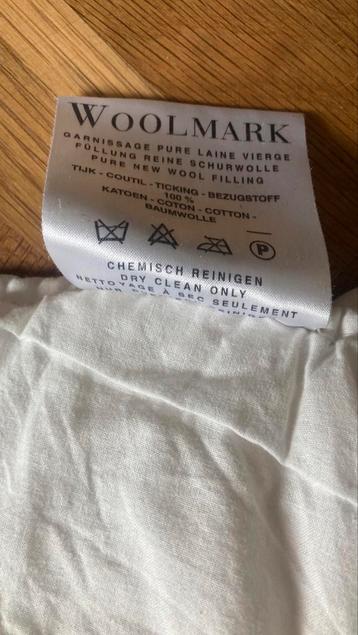 WOOLMARK
GARNISSAGE PURE LAINE VIERGE
FÜLLUNG REINE SCHURWOLLE
PURE NEW WOOL FILLING
TIJK - COUTIL - TICKING - BEZUGSTOFF
100 %
KATOEN - COTON - COTTON -
BAUMWOLLE
P
CHEMISCH REINIGEN
DRY CLEAN ONLY
NETTOYAGE À SEC SEULEMENT
NUR